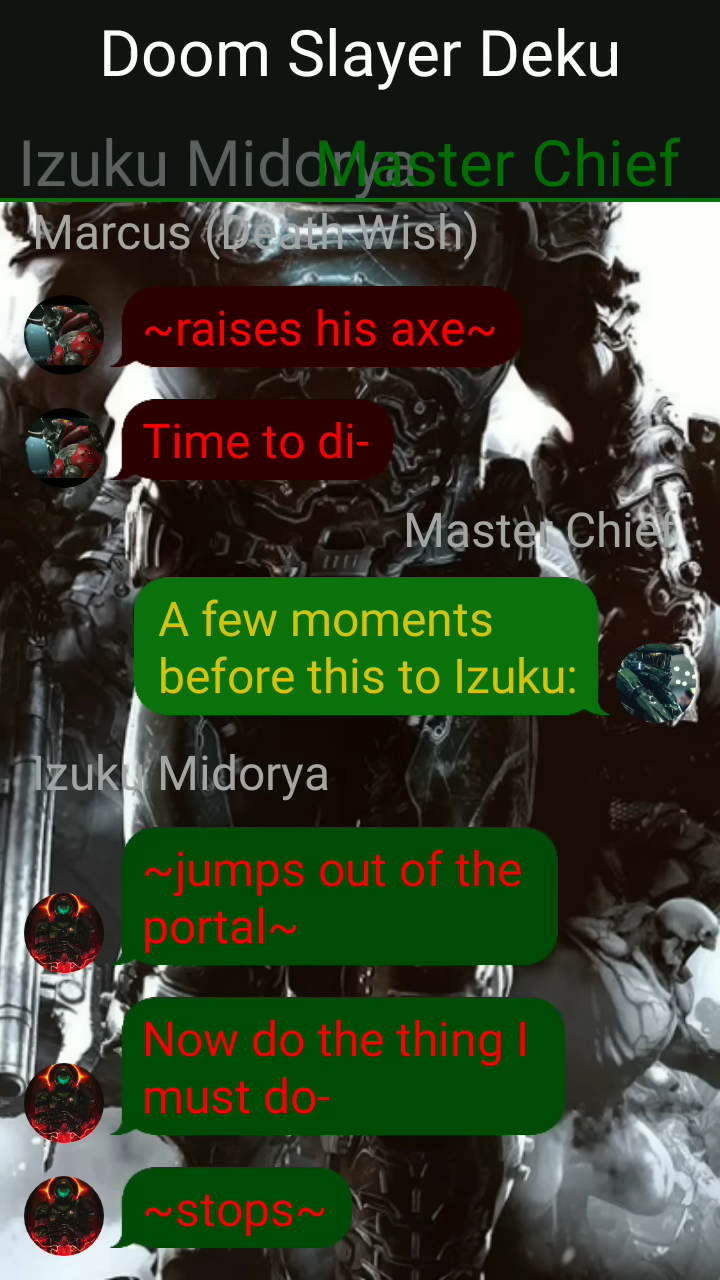 Doom Slayer Deku
Izuku Midorya Master Chief
Marcus (Death Wish)
~raises his axe~
Time to di-
Master Chief
A few moments
before this to Izuku:
Izuku Midorya
~jumps out of the
portal~
Now do the thing I
must do-
~stops~